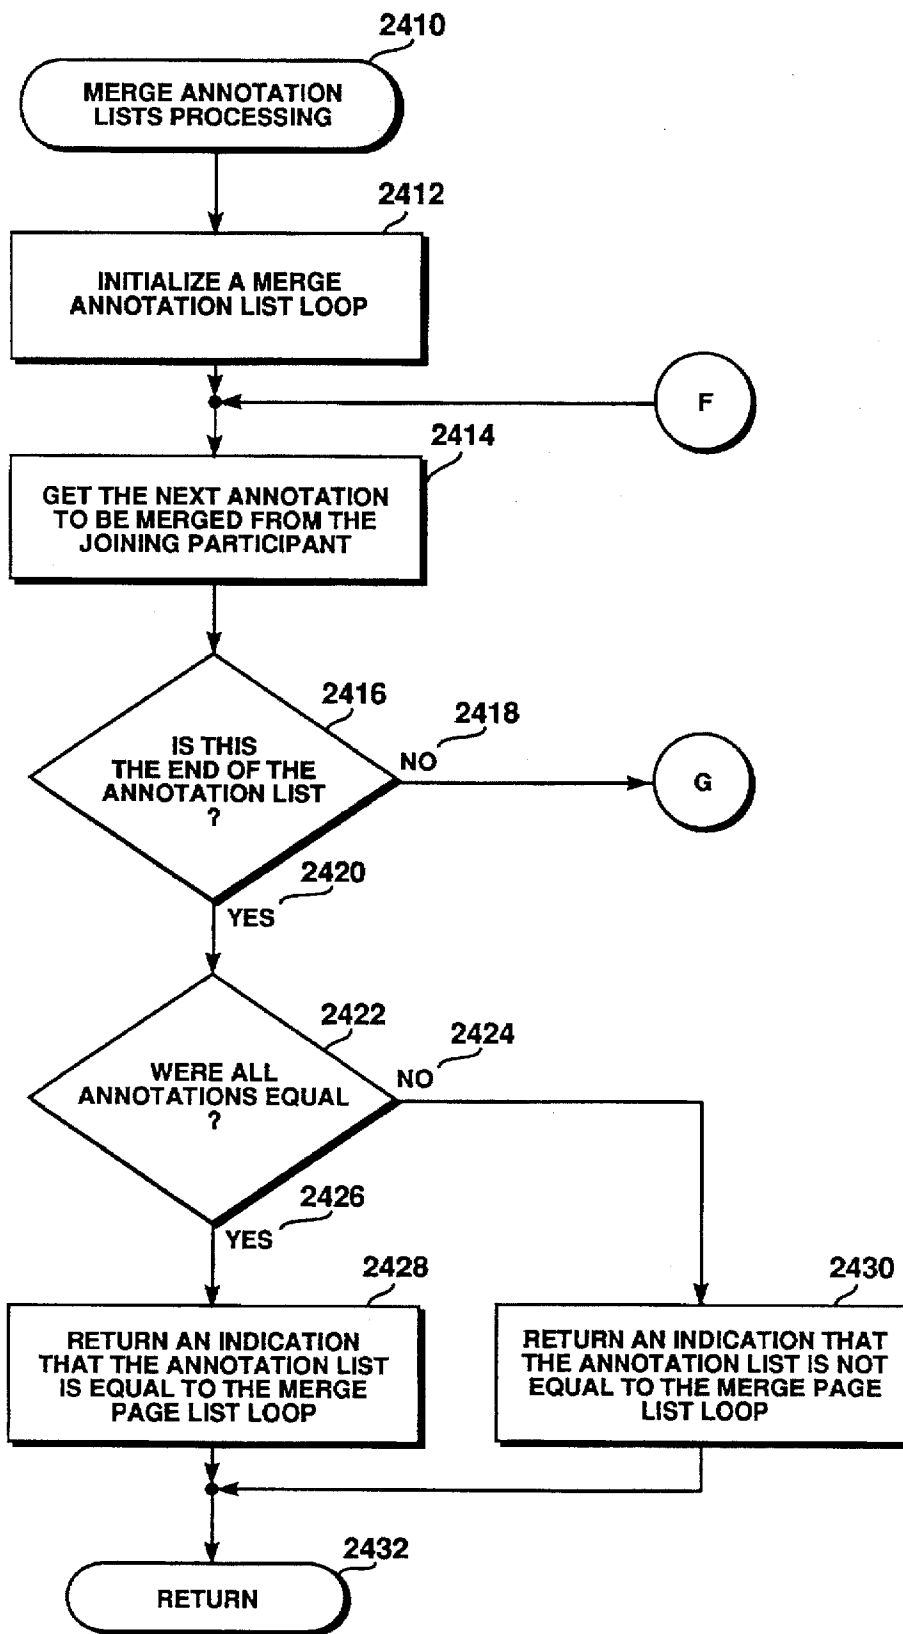 2410
MERGE ANNOTATION
LISTS PROCESSING
2412
INITIALIZE A MERGE
ANNOTATION LIST LOOP
F
2414
GET THE NEXT ANNOTATION
TO BE MERGED FROM THE
JOINING PARTICIPANT
2416
2418
IS THIS
THE END OF THE
ANNOTATION LIST
?
NO
G
2420
YES
2422
2424
WERE ALL
ANNOTATIONS EQUAL
?
NO
2426
YES
2428
2430
RETURN AN INDICATION
THAT THE ANNOTATION LIST
IS EQUAL TO THE MERGE
PAGE LIST LOOP
RETURN AN INDICATION THAT
THE ANNOTATION LIST IS NOT
EQUAL TO THE MERGE PAGE
LIST LOOP
2432
RETURN